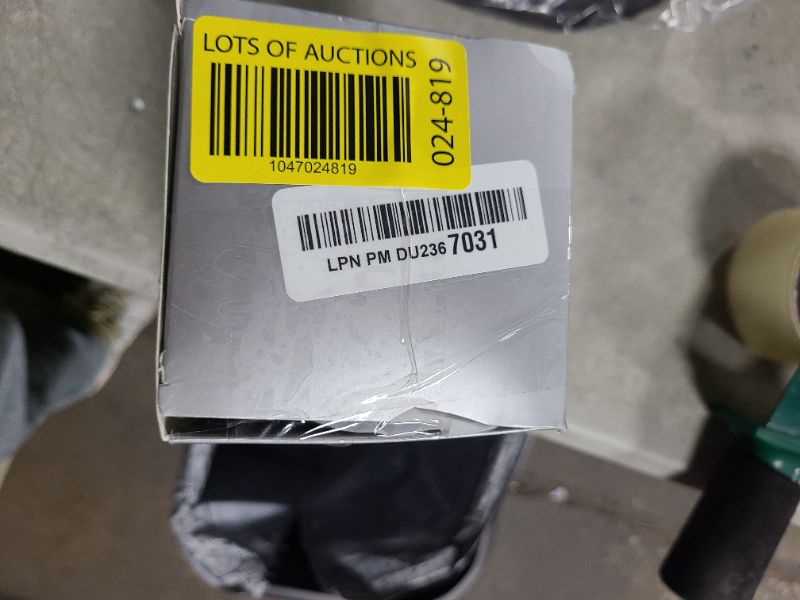 LOTS OF AUCTIONS
1047024819
024-819
LPN PM DU236 7031